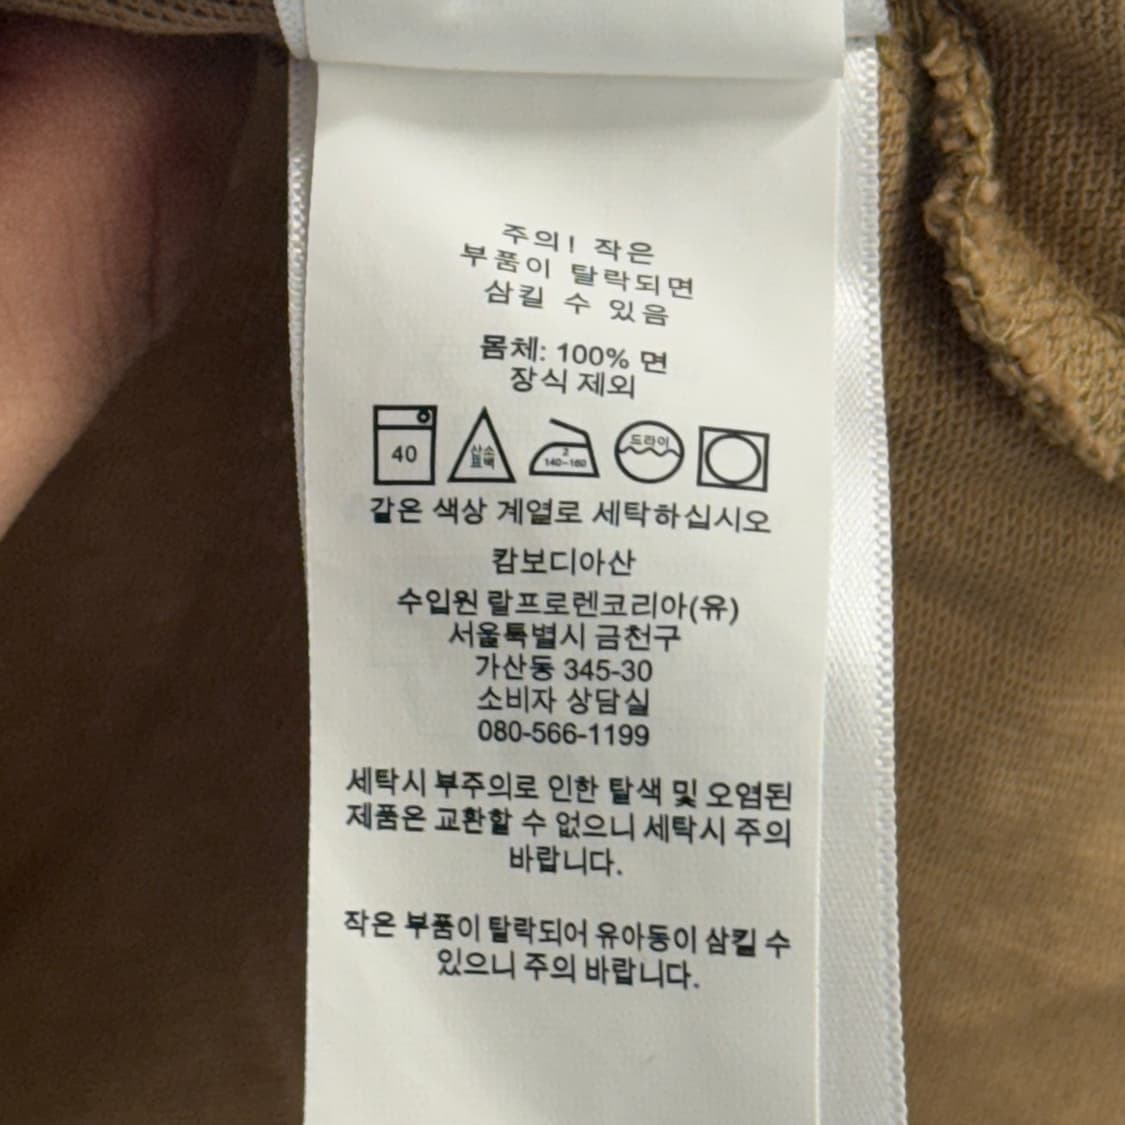 주의! 작은
부품이 탈락되면
삼킬 수 있음
몸체: 100% 면
장식 제외
40
산소
표백
2
140~160
드라이
같은 색상 계열로 세탁하십시오
캄보디아산
수입원 랄프로렌코리아(유)
서울특별시 금천구
가산동 345-30
소비자 상담실
080-566-1199
세탁시 부주의로 인한 탈색 및 오염된
제품은 교환할 수 없으니 세탁시 주의
바랍니다.
작은 부품이 탈락되어 유아동이 삼킬 수
있으니 주의 바랍니다.